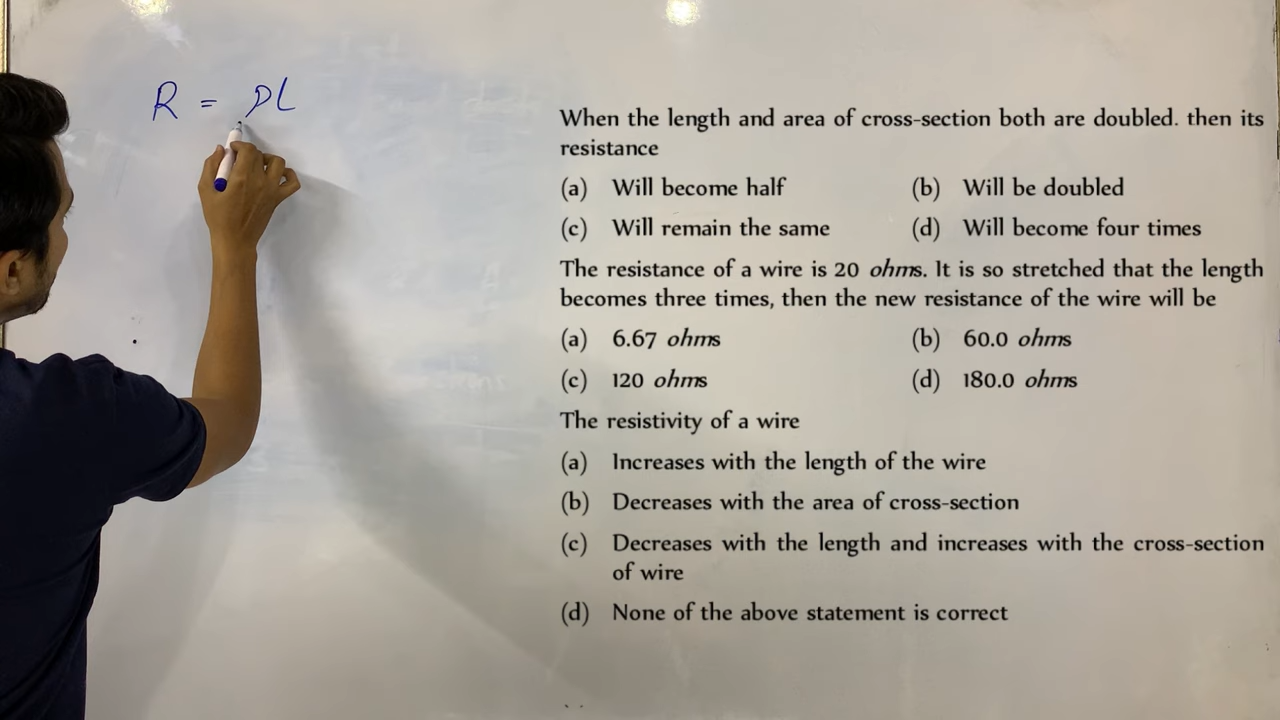 R = ρL
When the length and area of cross-section both are doubled. then its
resistance
(a) Will become half (b) Will be doubled
(c) Will remain the same (d) Will become four times
The resistance of a wire is 20 ohms. It is so stretched that the length
becomes three times, then the new resistance of the wire will be
(a) 6.67 ohms (b) 60.0 ohms
(c) 120 ohms (d) 180.0 ohms
The resistivity of a wire
(a) Increases with the length of the wire
(b) Decreases with the area of cross-section
(c) Decreases with the length and increases with the cross-section
of wire
(d) None of the above statement is correct